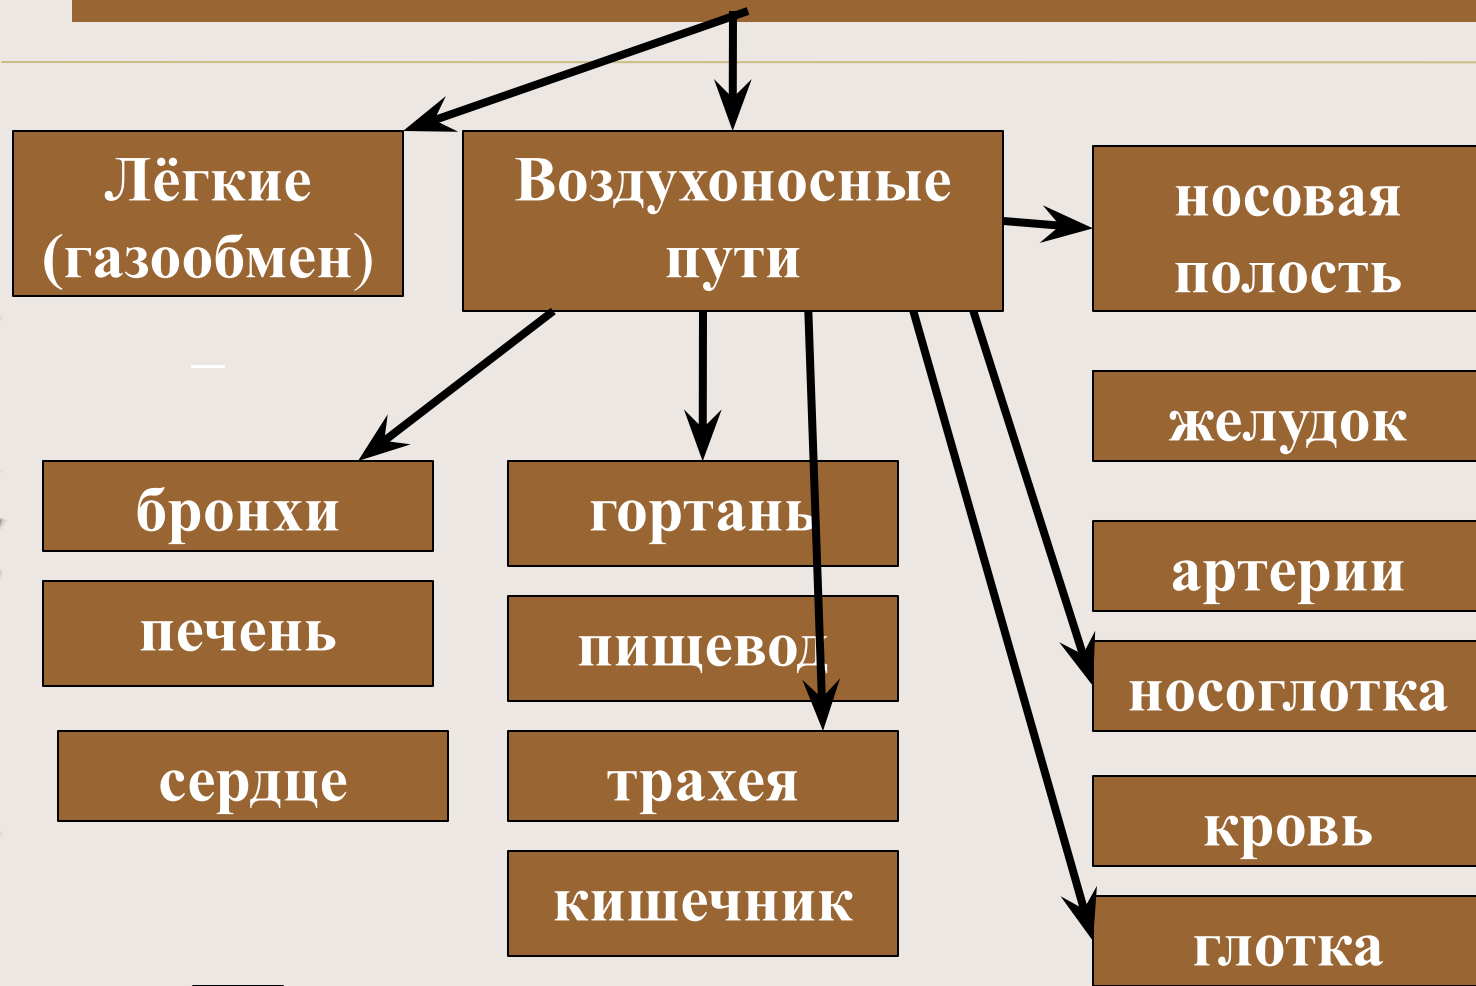 Лёгкие
(газообмен)
Воздухоносные
пути
носовая
полость
желудок
бронхи
гортань
артерии
печень
пищевод
носоглотка
сердце
трахея
кровь
кишечник
глотка